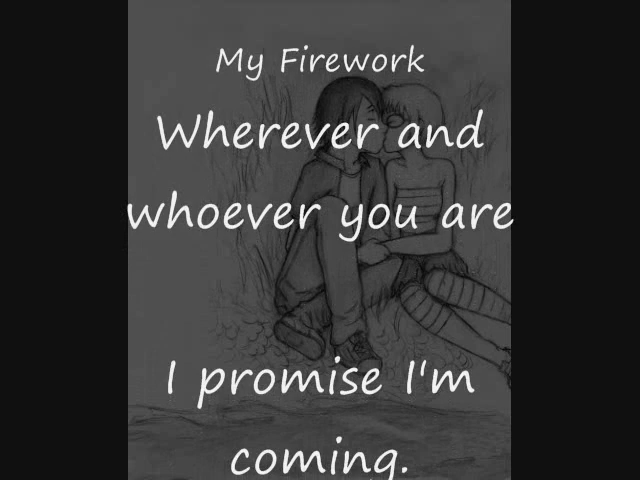 My Firework
Wherever and
whoever you are
I promise I'm
coming.